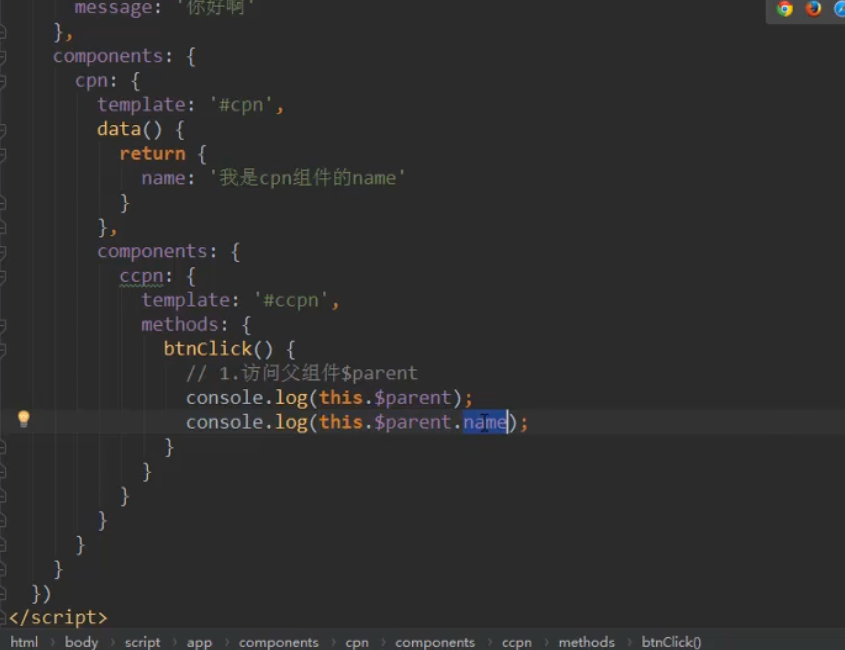 message: '你好啊'
},
components: {
cpn: {
template: '#cpn',
data() {
return {
name: '我是cpn组件的name'
}
},
components: {
ccpn: {
template: '#ccpn',
methods: {
btnClick() {
// 1.访问父组件$parent
console.log(this.$parent);
console.log(this.$parent.name);
}
}
}
}
}
}
})
</script>
html › body › script › app › components › cpn › components › ccpn › methods › btnClick()